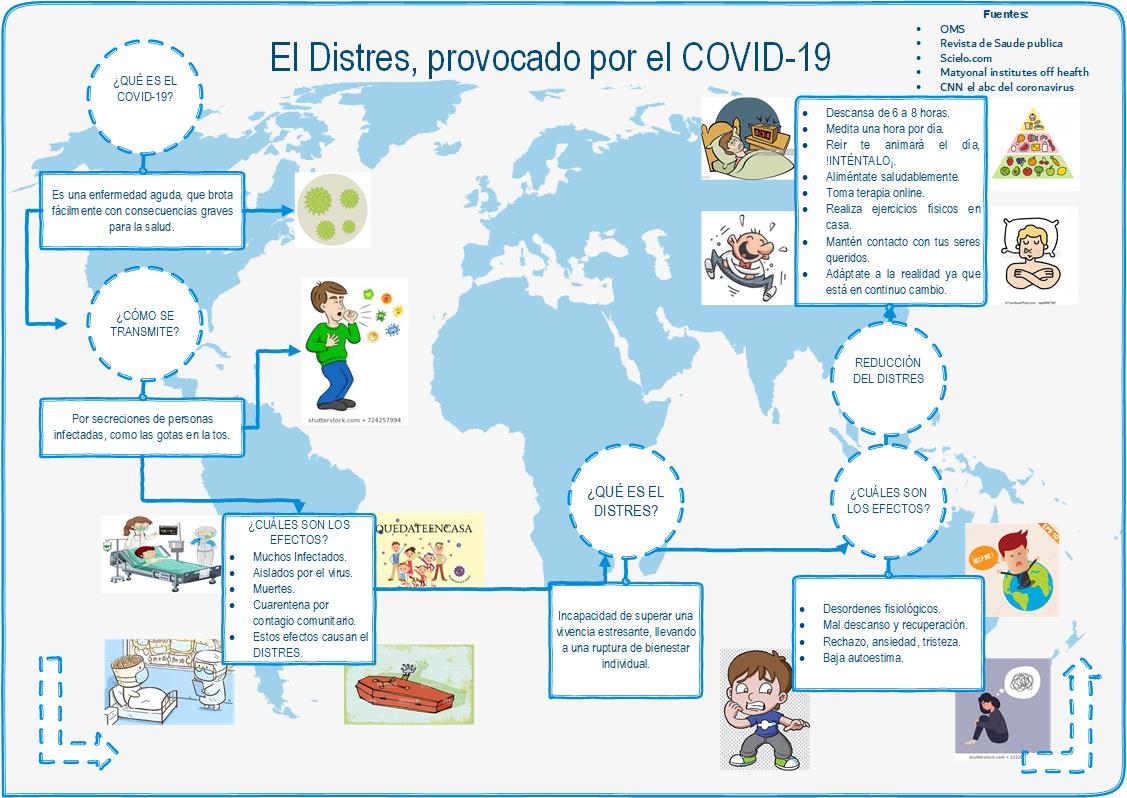 El Distres, provocado por el COVID-19
Fuentes:
• OMS
• Revista de Saude publica
• Scielo.com
• Matyonal institutes off heafth
• CNN el abc del coronavirus
¿QUÉ ES EL
COVID-19?
Es una enfermedad aguda, que brota
fácilmente con consecuencias graves
para la salud.
¿CÓMO SE
TRANSMITE?
shutterstock.com • 724257994
Por secreciones de personas
infectadas, como las gotas en la tos.
¿CUÁLES SON LOS
EFECTOS?
• Muchos Infectados.
• Aislados por el virus.
• Muertes.
• Cuarentena por
contagio comunitario.
• Estos efectos causan el
DISTRES.
QUEDATEENCASA
¿QUÉ ES EL
DISTRES?
Incapacidad de superar una
vivencia estresante, llevando
a una ruptura de bienestar
individual.
¿CUÁLES SON
LOS EFECTOS?
• Desordenes fisiológicos.
• Mal descanso y recuperación.
• Rechazo, ansiedad, tristeza.
• Baja autoestima.
HELP ME !
EPS 10
shutterstock.com •
REDUCCIÓN
DEL DISTRES
• Descansa de 6 a 8 horas.
• Medita una hora por día.
• Reir te animará el día,
!INTÉNTALO¡.
• Aliméntate saludablemente.
• Toma terapia online.
• Realiza ejercicios físicos en
casa.
• Mantén contacto con tus seres
queridos.
• Adáptate a la realidad ya que
está en continuo cambio.